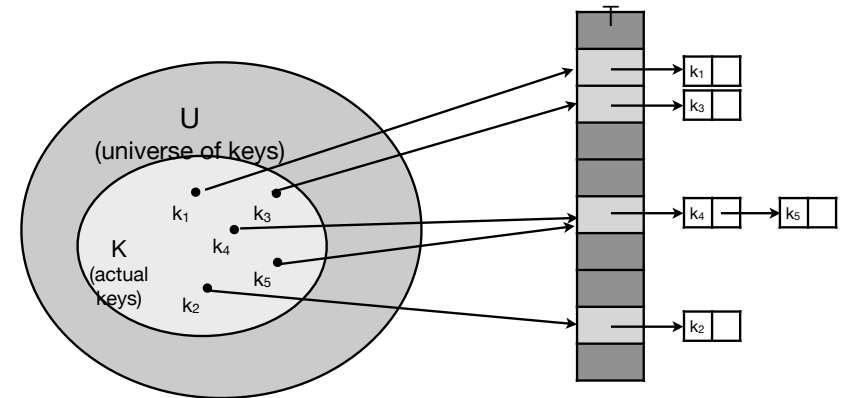 T
U
(universe of keys)
k₁
k₃
k₄
K
(actual
keys)
k₅
k₂
k₁
k₃
k₄ k₅
k₂